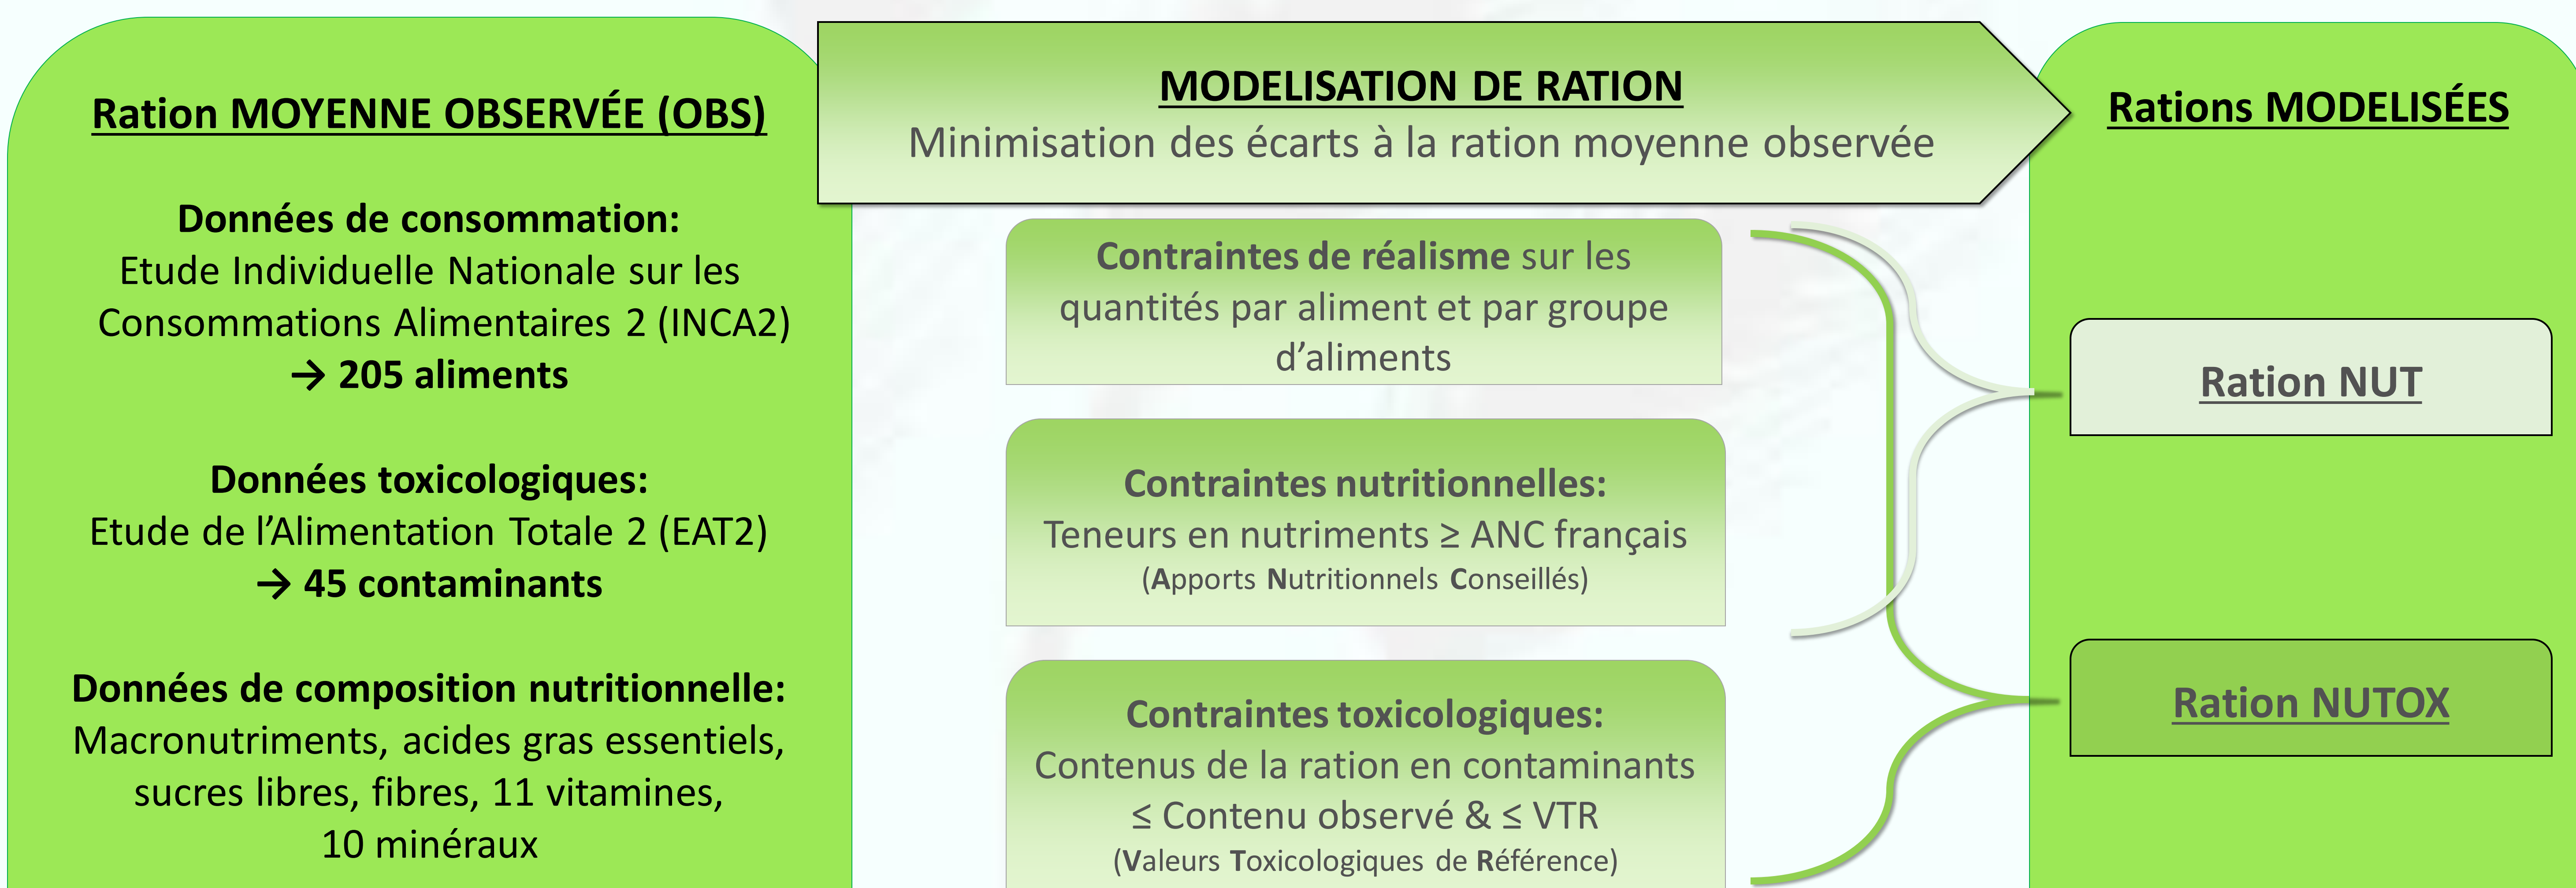 Ration MOYENNE OBSERVÉE (OBS)
Données de consommation:
Etude Individuelle Nationale sur les
Consommations Alimentaires 2 (INCA2)
→ 205 aliments
Données toxicologiques:
Etude de l’Alimentation Totale 2 (EAT2)
→ 45 contaminants
Données de composition nutritionnelle:
Macronutriments, acides gras essentiels,
sucres libres, fibres, 11 vitamines,
10 minéraux
MODELISATION DE RATION
Minimisation des écarts à la ration moyenne observée
Contraintes de réalisme sur les
quantités par aliment et par groupe
d’aliments
Contraintes nutritionnelles:
Teneurs en nutriments ≥ ANC français
(Apports Nutritionnels Conseillés)
Contraintes toxicologiques:
Contenus de la ration en contaminants
≤ Contenu observé & ≤ VTR
(Valeurs Toxicologiques de Référence)
Rations MODELISÉES
Ration NUT
Ration NUTOX